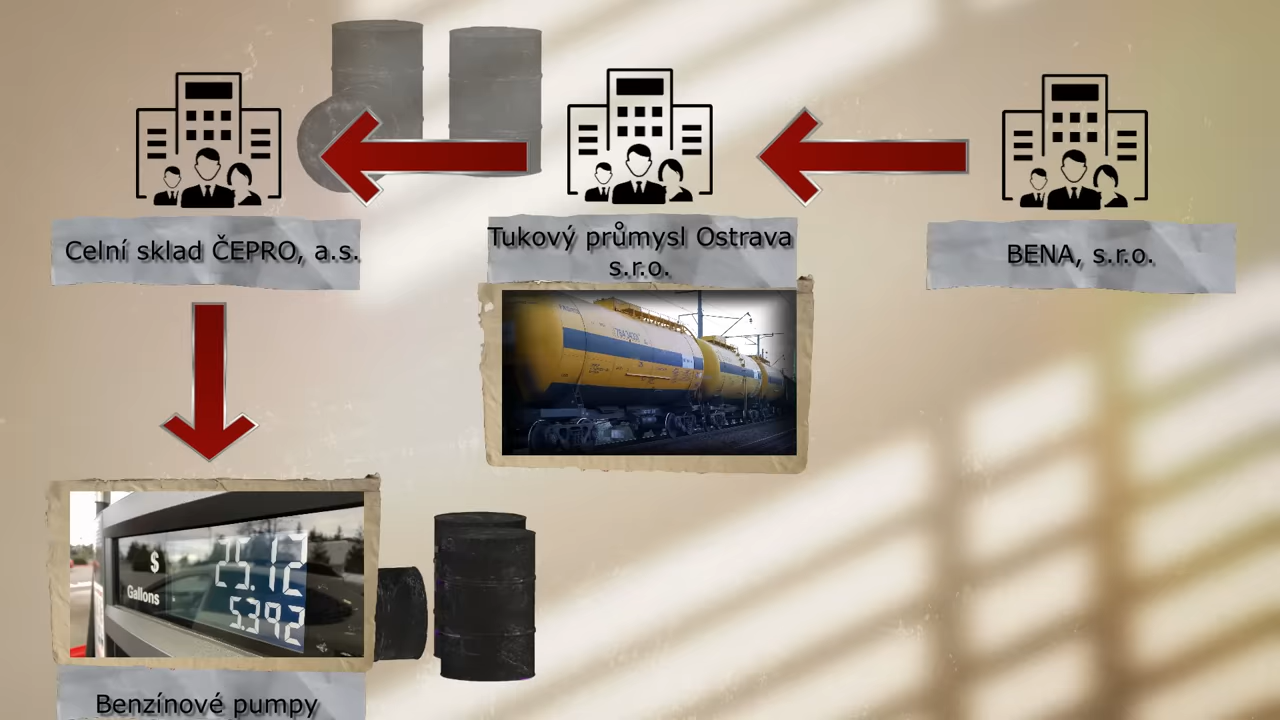 Celní sklad ČEPRO, a.s.
Tukový průmysl Ostrava
s.r.o.
BENA, s.r.o.
$
Gallons
5.392
Benzínové pumpy